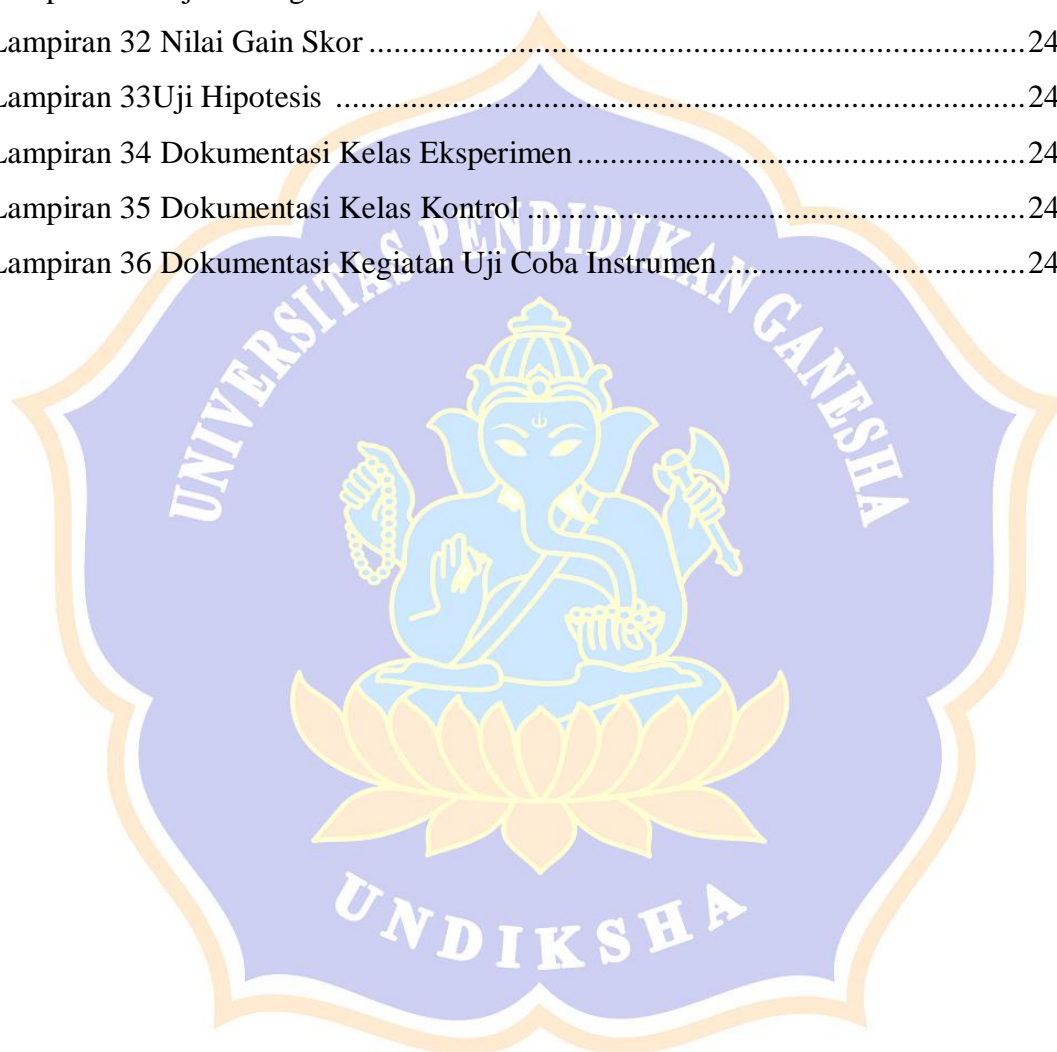 Lampiran 32 Nilai Gain Skor ................................................................................24
Lampiran 33Uji Hipotesis ....................................................................................24
Lampiran 34 Dokumentasi Kelas Eksperimen.......................................................24
Lampiran 35 Dokumentasi Kelas Kontrol .............................................................24
Lampiran 36 Dokumentasi Kegiatan Uji Coba Instrumen.....................................24
UNIVERSITAS PENDIDIKAN GANESHA
UNDIKSHA